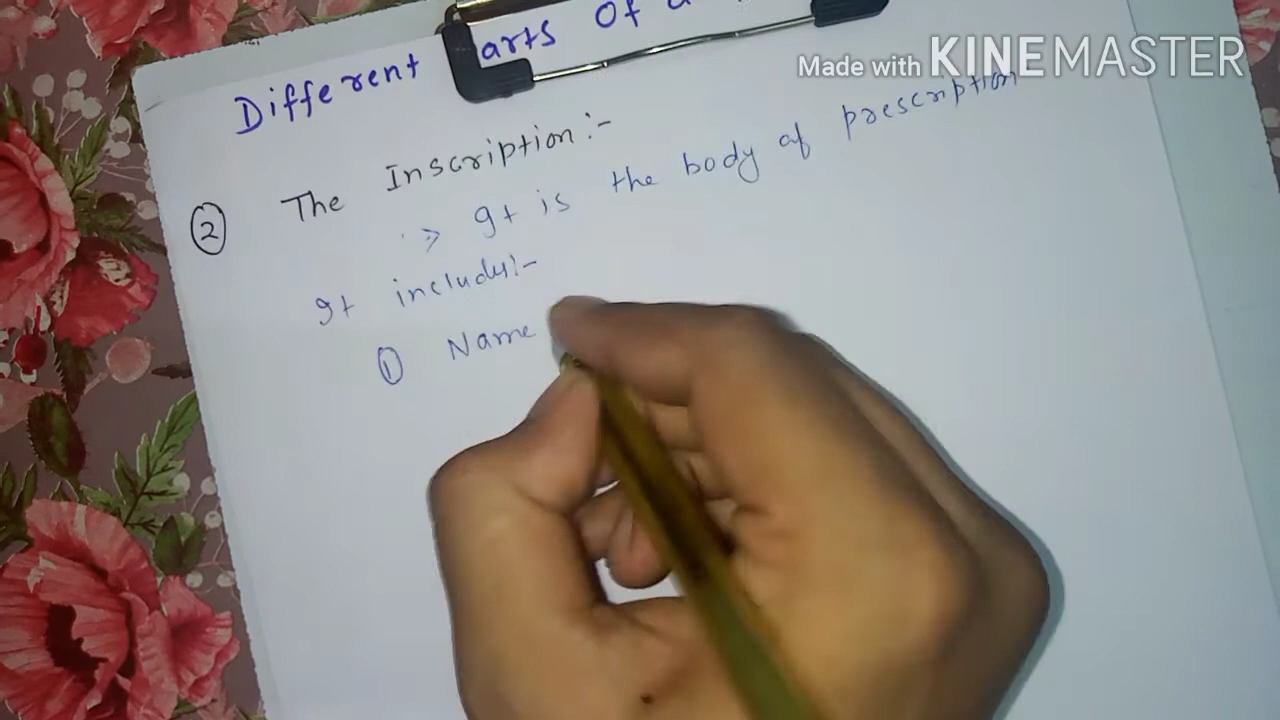 Different arts of a
Made with KINEMASTER
② The Inscription:-
:> It is the body of prescription
It includes:-
① Name